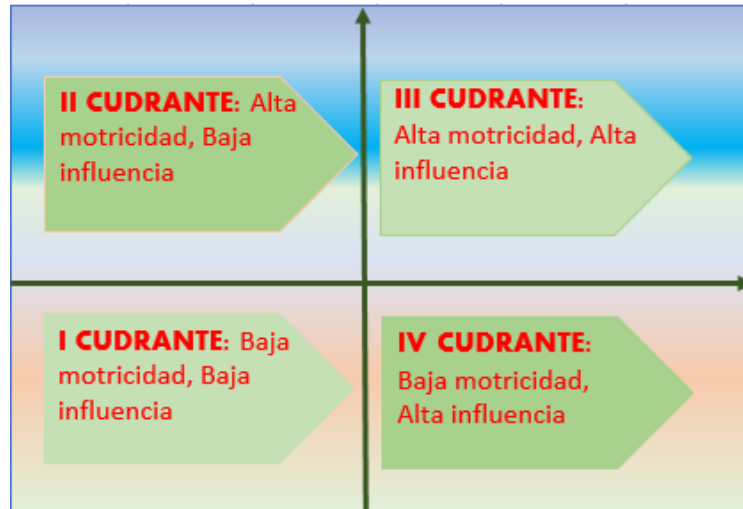 II CUDRANTE: Alta
motricidad, Baja
influencia
III CUDRANTE:
Alta motricidad, Alta
influencia
I CUDRANTE: Baja
motricidad, Baja
influencia
IV CUDRANTE:
Baja motricidad,
Alta influencia